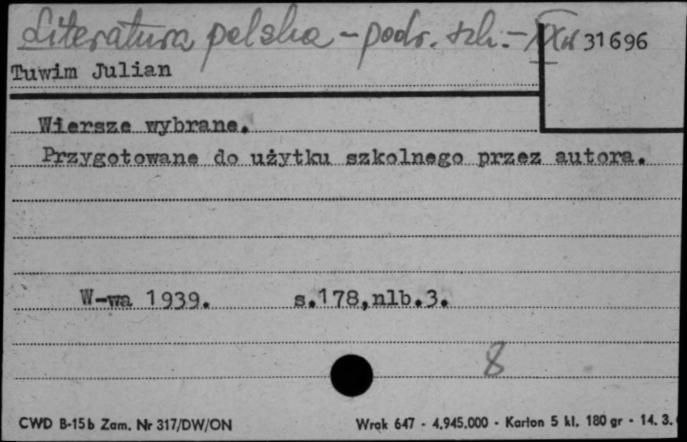 Literatura polska - podr. szk. - XX w
31696
Tuwim Julian
Wiersze wybrane.
Przygotowane do użytku szkolnego przez autora.
W-wa 1939. s.178,nlb.3.
8
CWD B-15b Zam. Nr 317/DW/ON Wrąk 647 - 4.945.000 - Karton 5 kl. 180 gr - 14. 3.